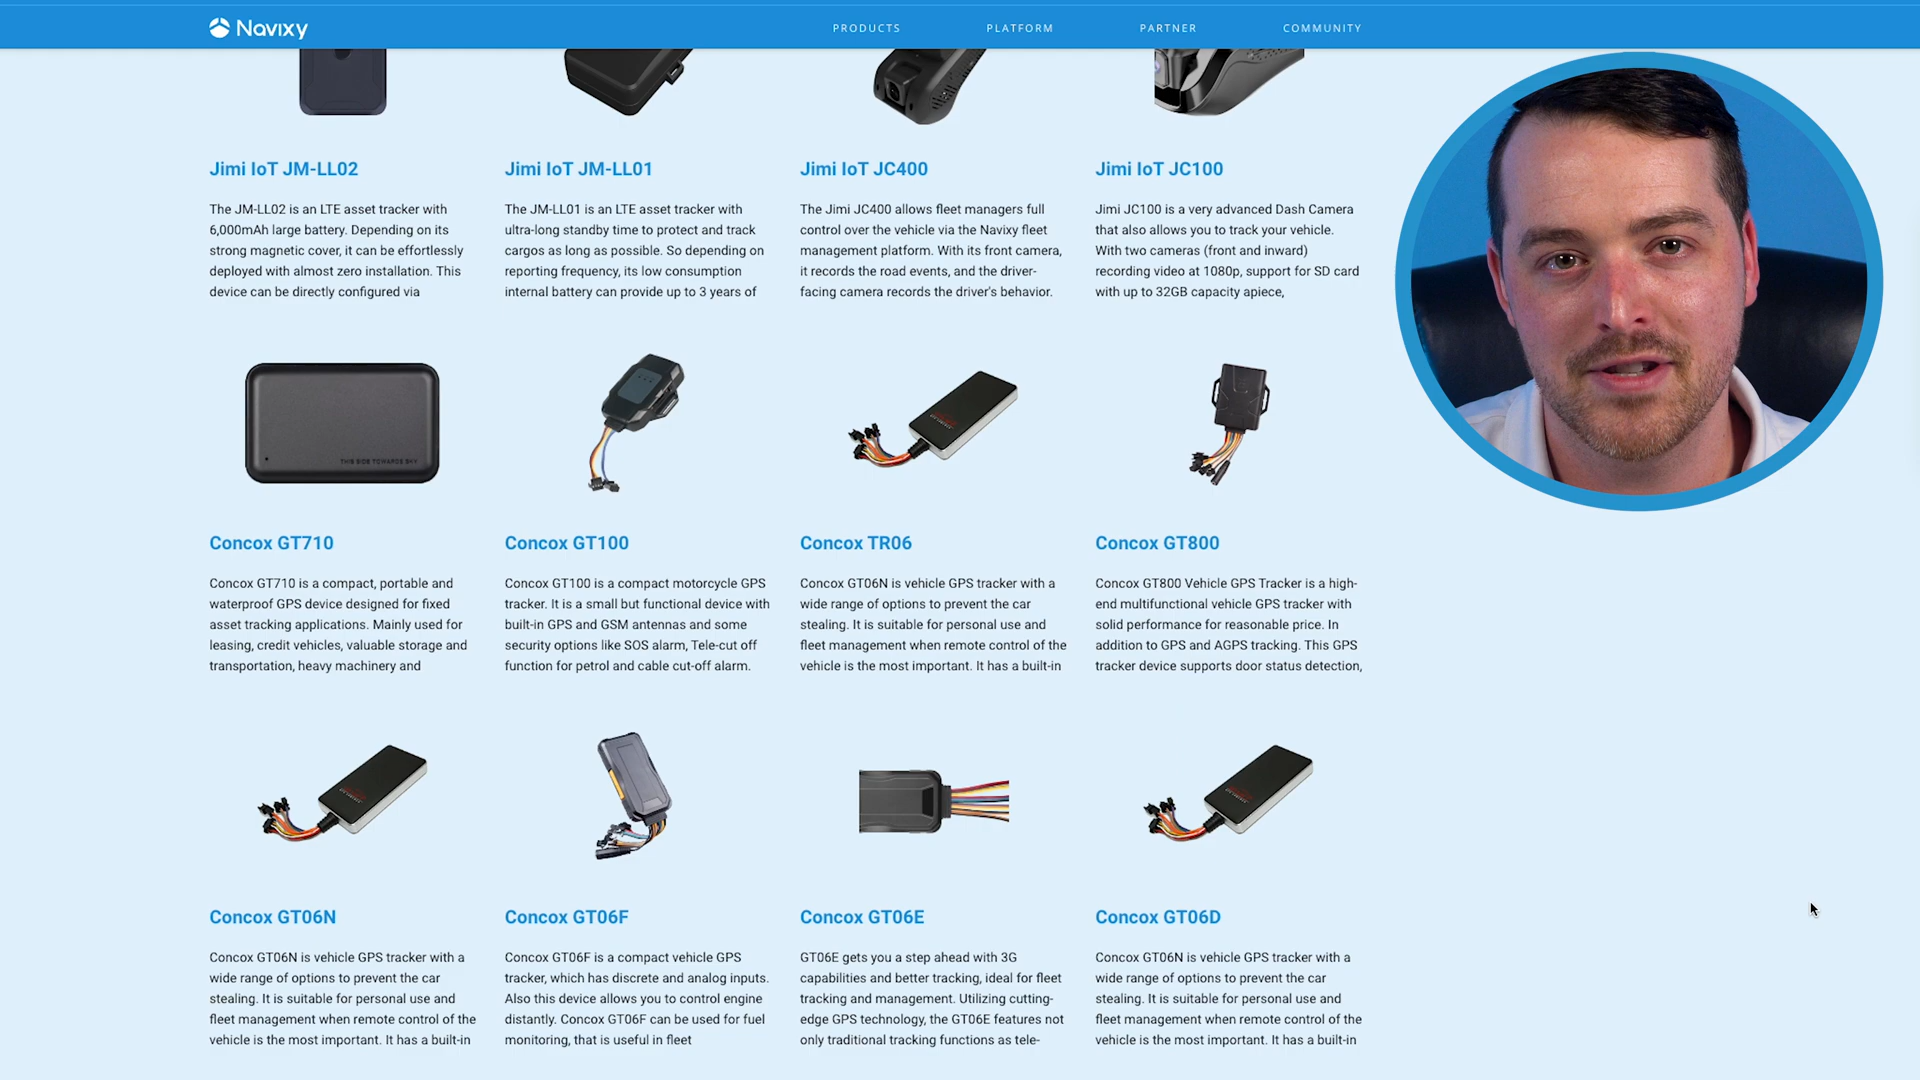 Navixy
PRODUCTS
PLATFORM
PARTNER
COMMUNITY
Jimi IoT JM-LL02
The JM-LL02 is an LTE asset tracker with
6,000mAh large battery. Depending on its
strong magnetic cover, it can be effortlessly
deployed with almost zero installation. This
device can be directly configured via
Jimi IoT JM-LL01
The JM-LL01 is an LTE asset tracker with
ultra-long standby time to protect and track
cargos as long as possible. So depending on
reporting frequency, its low consumption
internal battery can provide up to 3 years of
Jimi IoT JC400
The Jimi JC400 allows fleet managers full
control over the vehicle via the Navixy fleet
management platform. With its front camera,
it records the road events, and the driver-
facing camera records the driver's behavior.
Jimi IoT JC100
Jimi JC100 is a very advanced Dash Camera
that also allows you to track your vehicle.
With two cameras (front and inward)
recording video at 1080p, support for SD card
with up to 32GB capacity apiece,
THIS SIDE TOWARDS SKY
Concox GT710
Concox GT710 is a compact, portable and
waterproof GPS device designed for fixed
asset tracking applications. Mainly used for
leasing, credit vehicles, valuable storage and
transportation, heavy machinery and
Concox GT100
Concox GT100 is a compact motorcycle GPS
tracker. It is a small but functional device with
built-in GPS and GSM antennas and some
security options like SOS alarm, Tele-cut off
function for petrol and cable cut-off alarm.
Concox TR06
Concox GT06N is vehicle GPS tracker with a
wide range of options to prevent the car
stealing. It is suitable for personal use and
fleet management when remote control of the
vehicle is the most important. It has a built-in
Concox GT800
Concox GT800 Vehicle GPS Tracker is a high-
end multifunctional vehicle GPS tracker with
solid performance for reasonable price. In
addition to GPS and AGPS tracking. This GPS
tracker device supports door status detection,
Concox GT06N
Concox GT06N is vehicle GPS tracker with a
wide range of options to prevent the car
stealing. It is suitable for personal use and
fleet management when remote control of the
vehicle is the most important. It has a built-in
Concox GT06F
Concox GT06F is a compact vehicle GPS
tracker, which has discrete and analog inputs.
Also this device allows you to control engine
distantly. Concox GT06F can be used for fuel
monitoring, that is useful in fleet
Concox GT06E
GT06E gets you a step ahead with 3G
capabilities and better tracking, ideal for fleet
tracking and management. Utilizing cutting-
edge GPS technology, the GT06E features not
only traditional tracking functions as tele-
Concox GT06D
Concox GT06N is vehicle GPS tracker with a
wide range of options to prevent the car
stealing. It is suitable for personal use and
fleet management when remote control of the
vehicle is the most important. It has a built-in